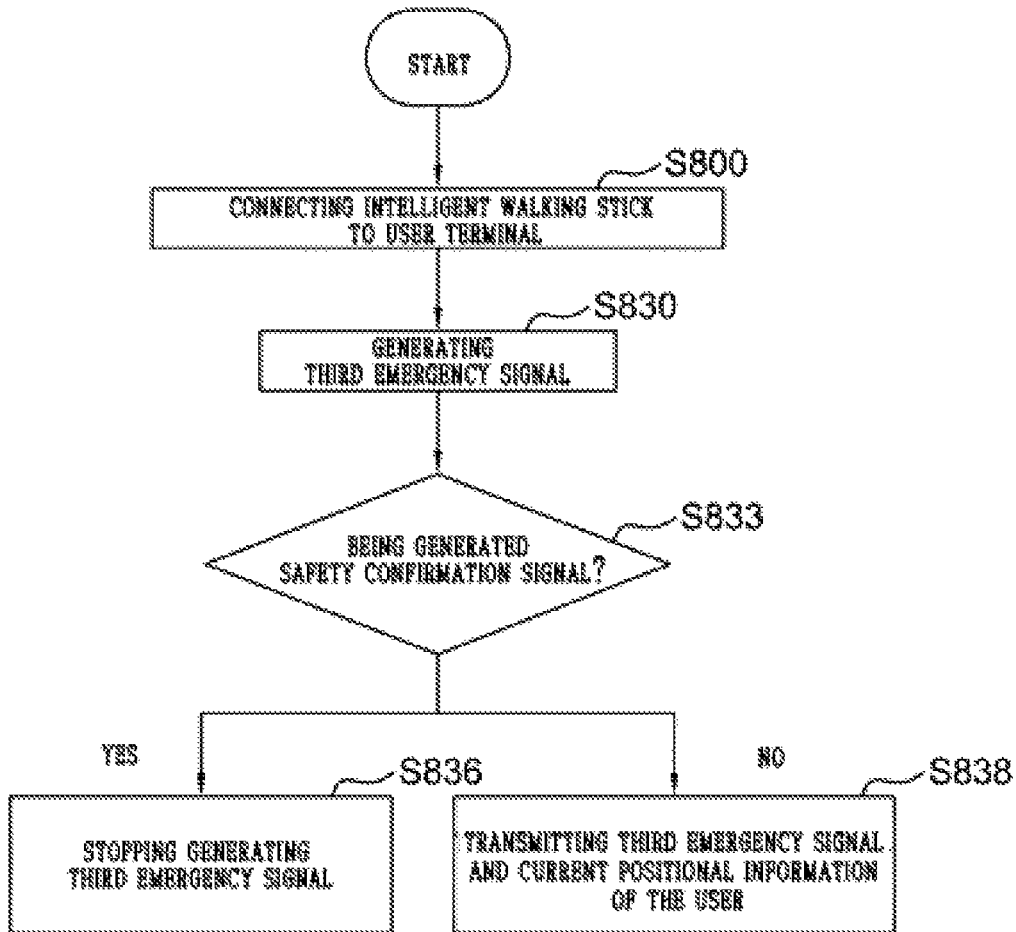 START
S800
CONNECTING INTELLIGENT WALKING STICK
TO USER TERMINAL
S830
GENERATING
THIRD EMERGENCY SIGNAL
S833
BEING GENERATED
SAFETY CONFIRMATION SIGNAL?
YES
NO
S836
STOPPING GENERATING
THIRD EMERGENCY SIGNAL
S838
TRANSMITTING THIRD EMERGENCY SIGNAL
AND CURRENT POSITIONAL INFORMATION
OF THE USER